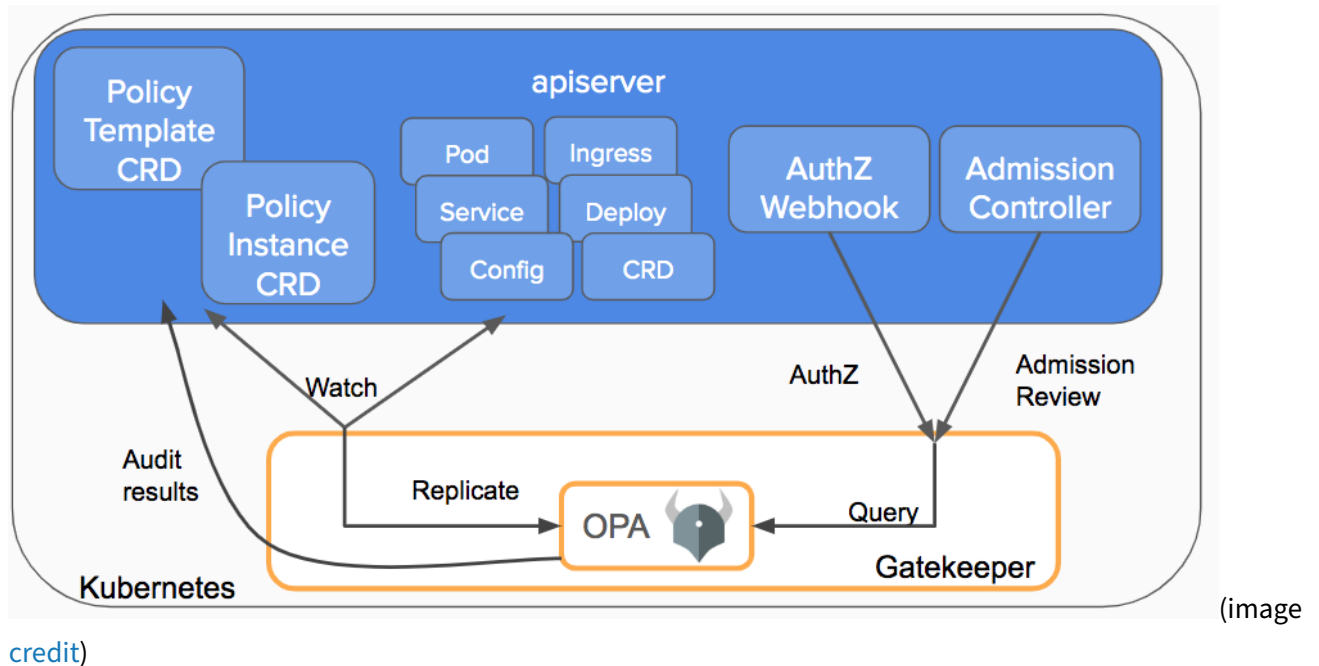 apiserver
Policy
Template
CRD
Policy
Instance
CRD
Pod
Ingress
Service
Deploy
Config
CRD
AuthZ
Webhook
Admission
Controller
Watch
AuthZ
Admission
Review
Audit
results
Replicate
OPA
Query
Gatekeeper
Kubernetes
(image
credit)